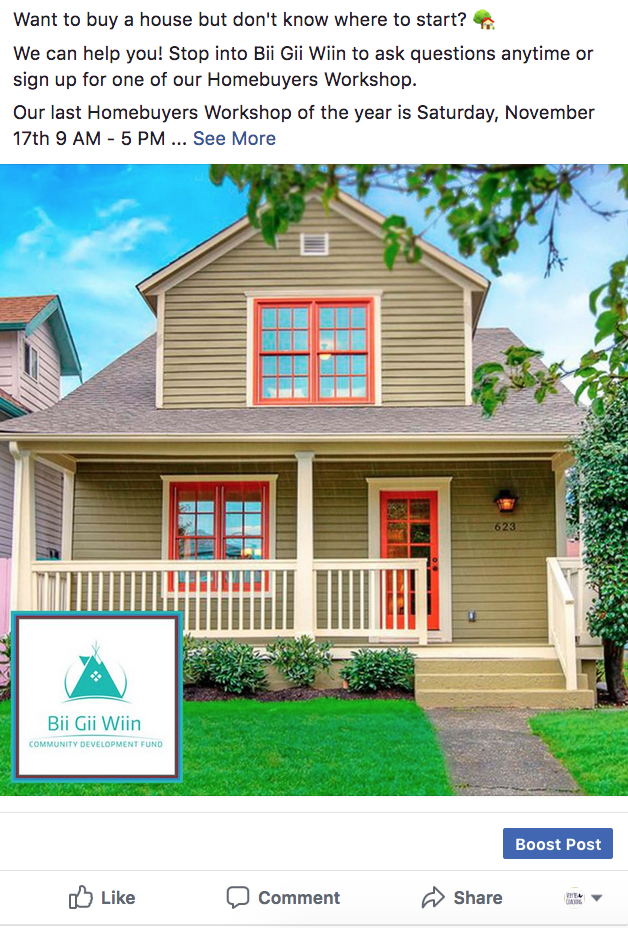 Want to buy a house but don't know where to start? 🏡
We can help you! Stop into Bii Gii Wiin to ask questions anytime or
sign up for one of our Homebuyers Workshop.
Our last Homebuyers Workshop of the year is Saturday, November
17th 9 AM - 5 PM ... See More
623
Bii Gii Wiin
COMMUNITY DEVELOPMENT FUND
Boost Post
Like Comment Share